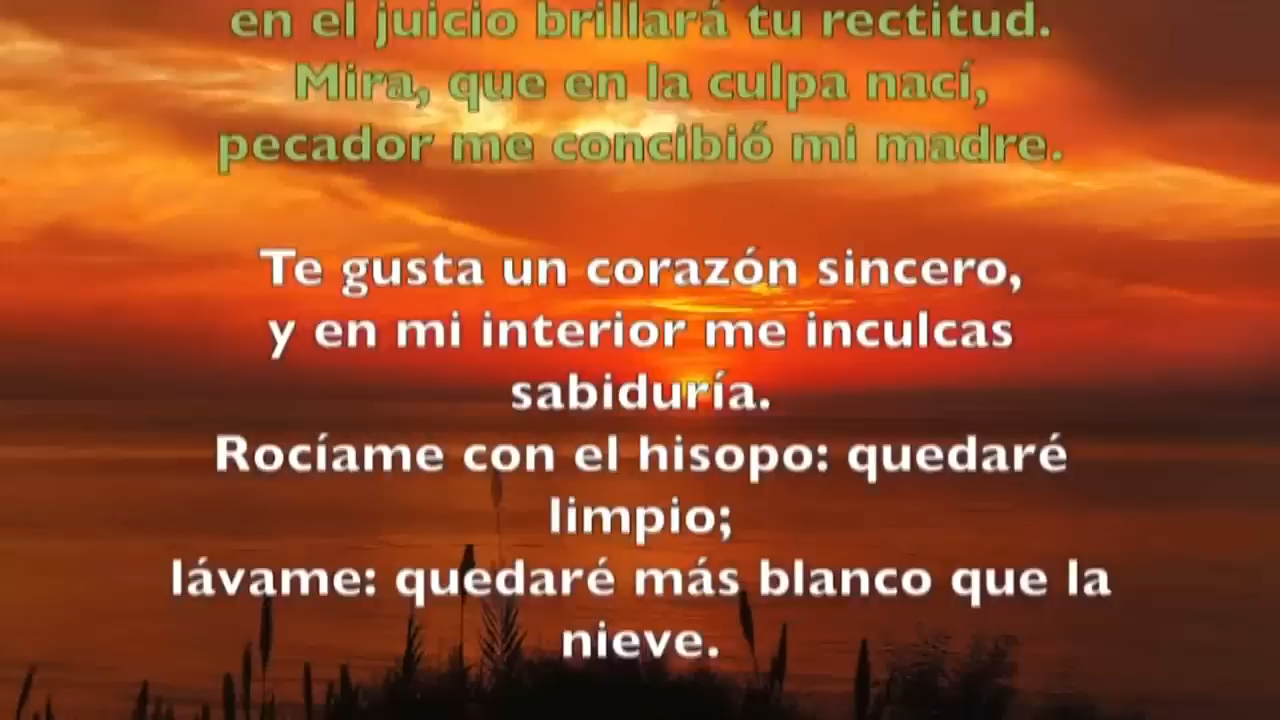 en el juicio brillará tu rectitud.
Mira, que en la culpa nací,
pecador me concibió mi madre.
Te gusta un corazón sincero,
y en mi interior me inculcas
sabiduría.
Rocíame con el hisopo: quedaré
limpio;
lávame: quedaré más blanco que la
nieve.